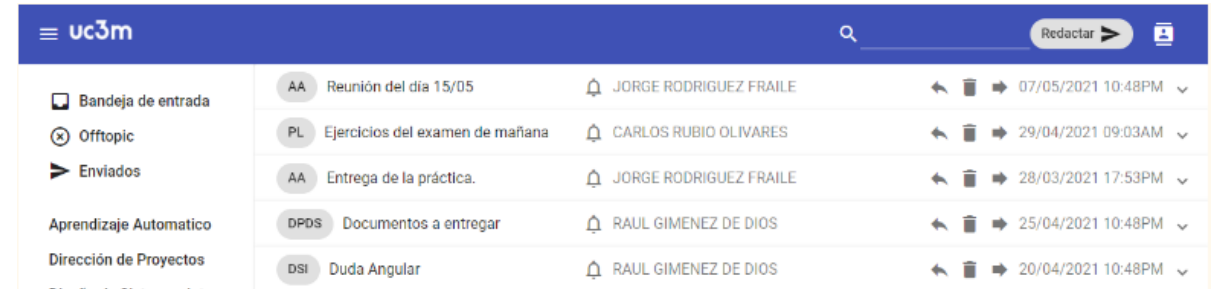 uc3m
Redactar
Bandeja de entrada
Offtopic
Enviados
Aprendizaje Automatico
Dirección de Proyectos
AA Reunión del día 15/05 JORGE RODRIGUEZ FRAILE 07/05/2021 10:48PM
PL Ejercicios del examen de mañana CARLOS RUBIO OLIVARES 29/04/2021 09:03AM
AA Entrega de la práctica. JORGE RODRIGUEZ FRAILE 28/03/2021 17:53PM
DPDS Documentos a entregar RAUL GIMENEZ DE DIOS 25/04/2021 10:48PM
DSI Duda Angular RAUL GIMENEZ DE DIOS 20/04/2021 10:48PM